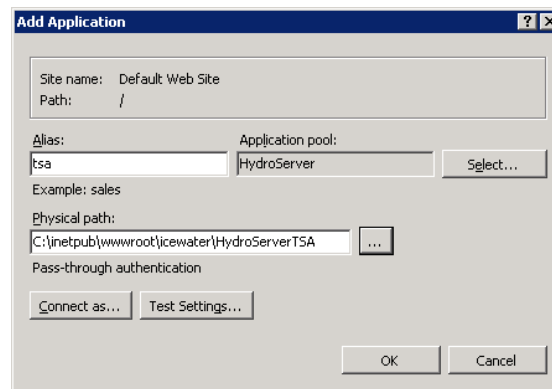 Add Application
? X
Site name: Default Web Site
Path: /
Alias: Application pool:
tsa HydroServer Select...
Example: sales
Physical path:
C:\inetpub\wwwroot\icewater\HydroServerTSA ...
Pass-through authentication
Connect as... Test Settings...
OK Cancel